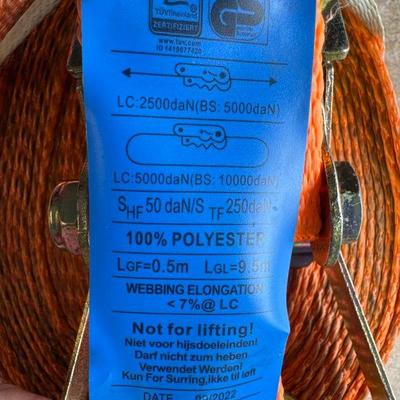 TÜVRheinland
ZERTIFIZIERT
www.tuv.com
ID 1419077420
LC:2500daN(BS: 5000daN)
LC:5000daN(BS: 10000daN)
SHF 50 daN/S TF 250daN
100% POLYESTER
LGF=0.5m LGL=9.5m
WEBBING ELONGATION
< 7%@ LC
Not for lifting!
Niet voor hijsdoeleinden!
Darf nicht zum heben
Verwendet Werden!
Kun For Surring,ikke til løft
DATE 09/2022